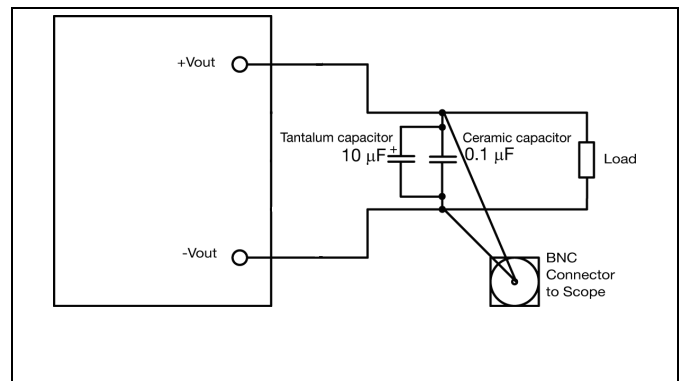 +Vout
Tantalum capacitor
10 µF
+
Ceramic capacitor
0.1 µF
Load
-Vout
BNC
Connector
to Scope